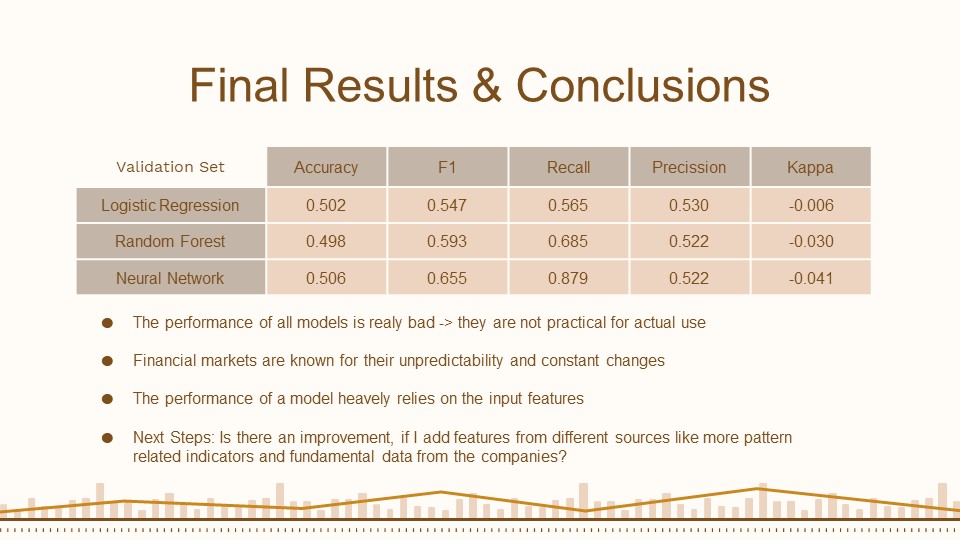 Final Results & Conclusions
Validation Set Accuracy F1 Recall Precission Kappa
Logistic Regression 0.502 0.547 0.565 0.530 -0.006
Random Forest 0.498 0.593 0.685 0.522 -0.030
Neural Network 0.506 0.655 0.879 0.522 -0.041
● The performance of all models is realy bad -> they are not practical for actual use
● Financial markets are known for their unpredictability and constant changes
● The performance of a model heavely relies on the input features
● Next Steps: Is there an improvement, if I add features from different sources like more pattern
related indicators and fundamental data from the companies?